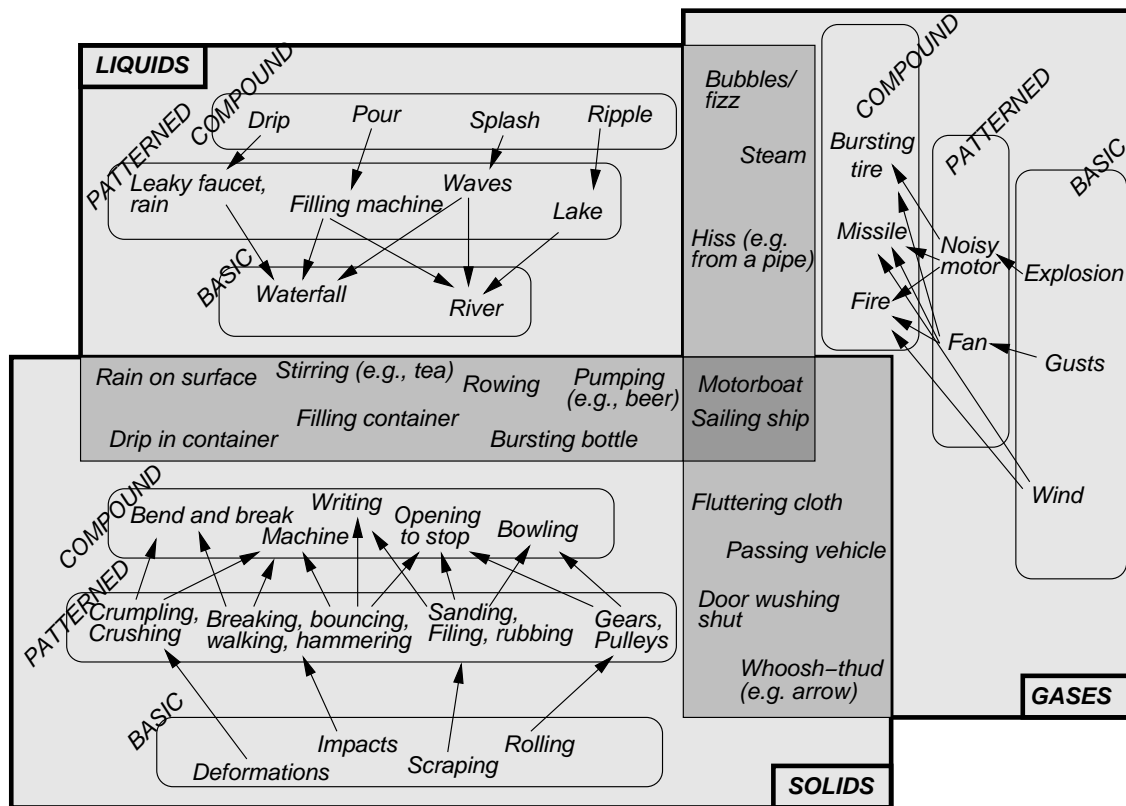 LIQUIDS
COMPOUND
Drip
Pour
Splash
Ripple
PATTERNED
Leaky faucet,
rain
Filling machine
Waves
Lake
BASIC
Waterfall
River
Bubbles/
fizz
Steam
Hiss (e.g.
from a pipe)
COMPOUND
Bursting
tire
Missile
Fire
PATTERNED
Noisy
motor
Fan
BASIC
Explosion
Gusts
Wind
GASES
Rain on surface
Stirring (e.g., tea)
Rowing
Pumping
(e.g., beer)
Motorboat
Sailing ship
Filling container
Drip in container
Bursting bottle
COMPOUND
Bend and break
Writing
Machine
Opening
to stop
Bowling
PATTERNED
Crumpling,
Crushing
Breaking, bouncing,
walking, hammering
Sanding,
Filing, rubbing
Gears,
Pulleys
BASIC
Deformations
Impacts
Scraping
Rolling
Fluttering cloth
Passing vehicle
Door wushing
shut
Whoosh−thud
(e.g. arrow)
SOLIDS